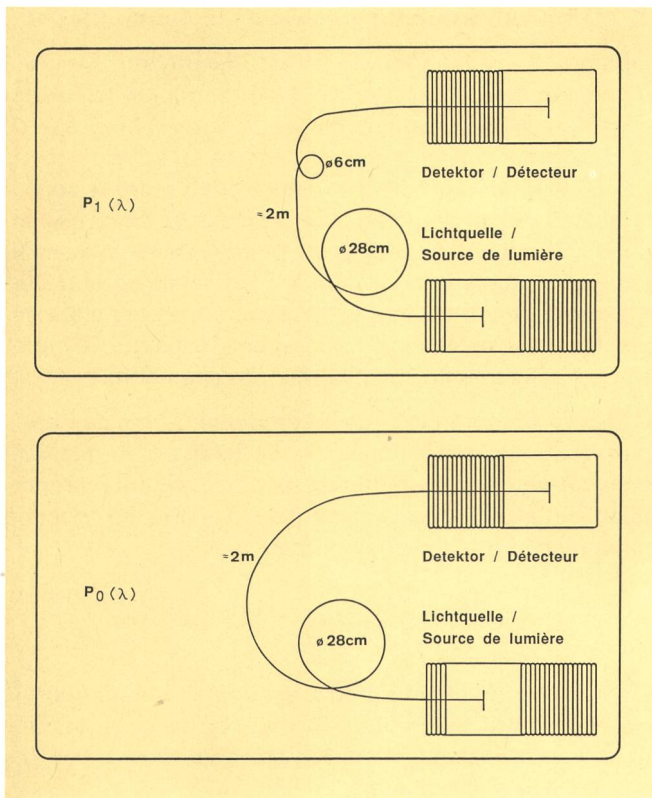 ø6cm
Detektor / Détecteur
P1 (λ)
≈2m
Lichtquelle /
ø28cm
Source de lumière
≈2m
Detektor / Détecteur
P0 (λ)
Lichtquelle /
ø28cm
Source de lumière